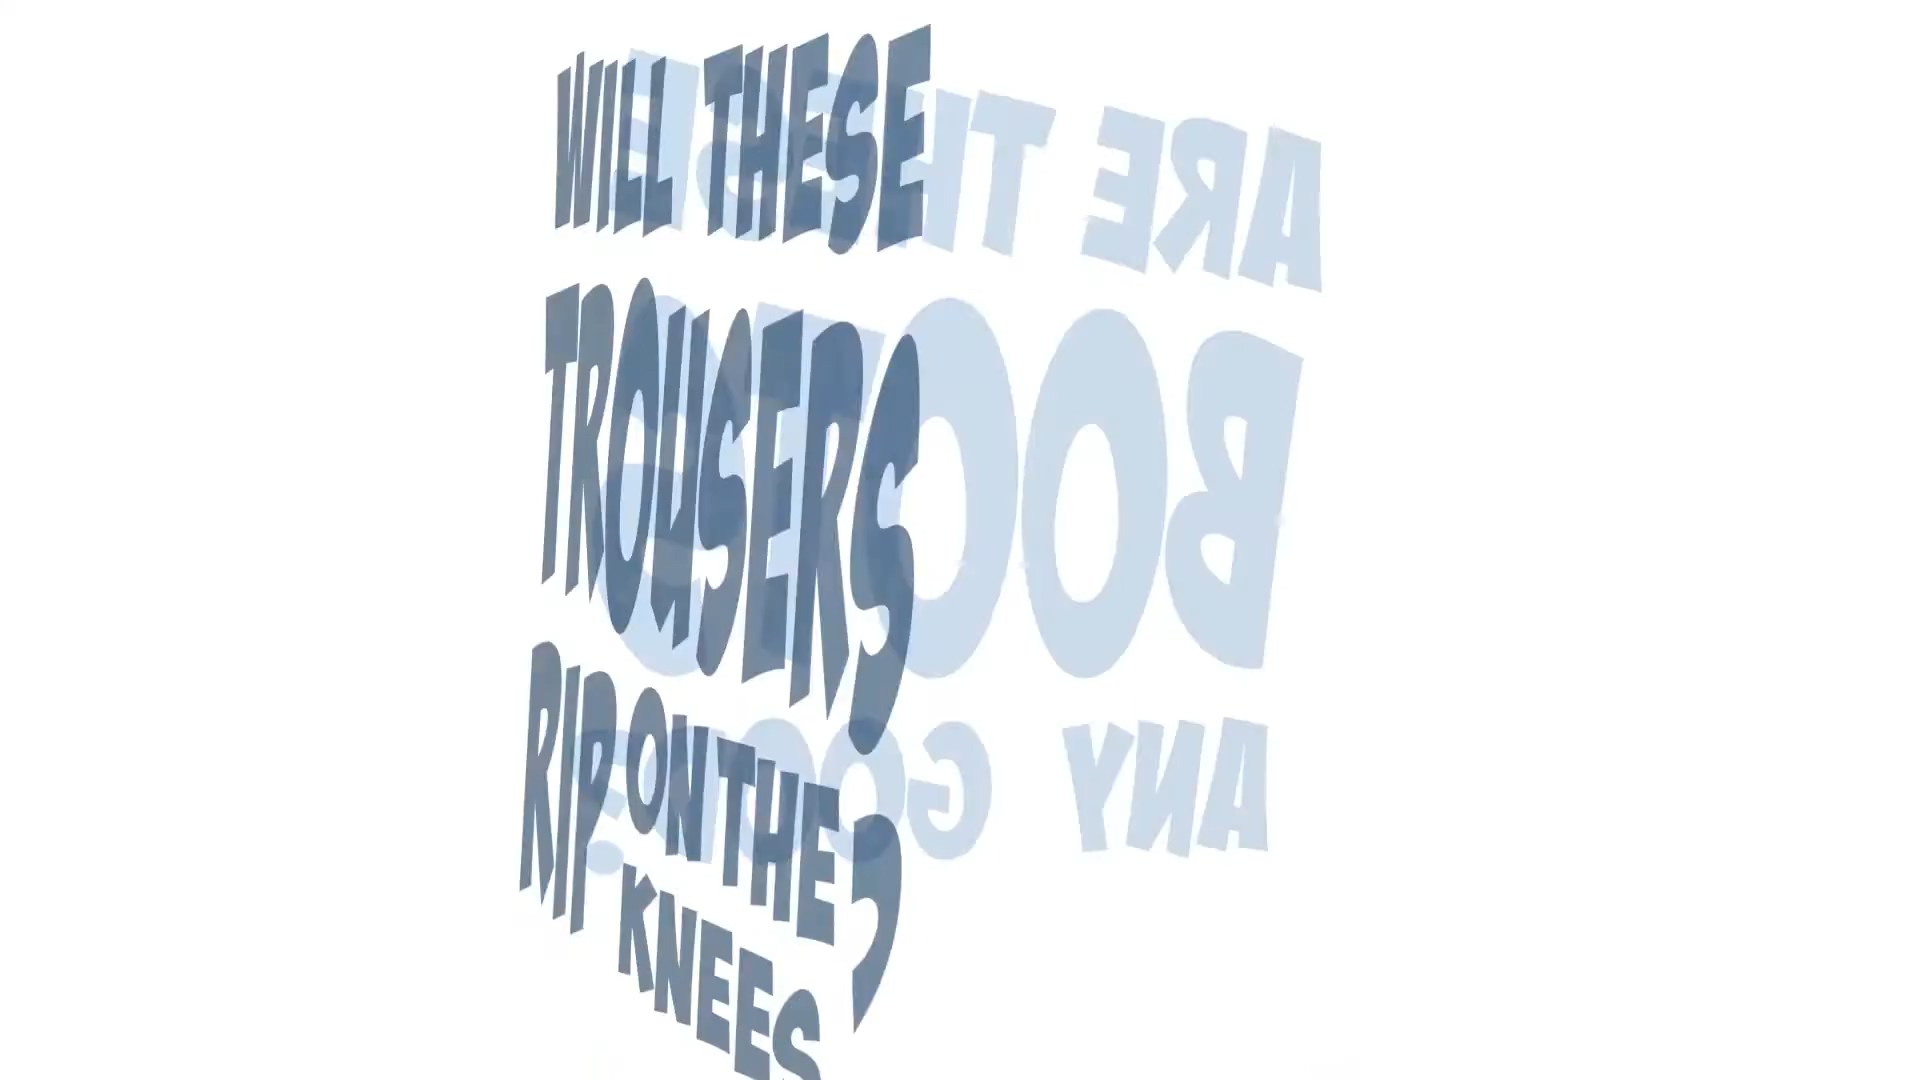 WILL THESE
TROUSERS,
RIP ON THE
KNEES
ARE THESE
BOOTS
ANY GOOD?